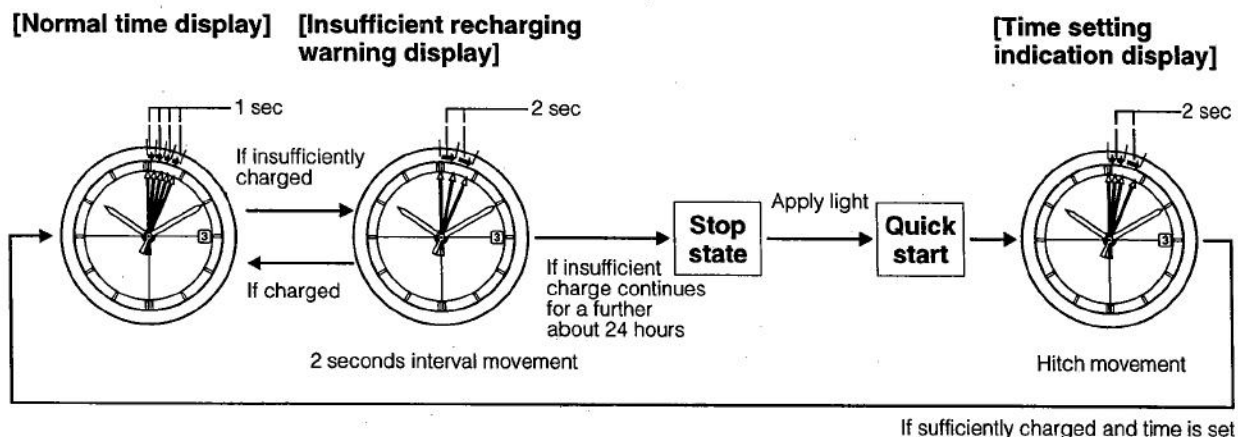 [Normal time display]
[Insufficient recharging
warning display]
[Time setting
indication display]
1 sec
2 sec
2 sec
If insufficiently
charged
If charged
3
3
3
If insufficient
charge continues
for a further
about 24 hours
Stop
state
Apply light
Quick
start
2 seconds interval movement
Hitch movement
If sufficiently charged and time is set